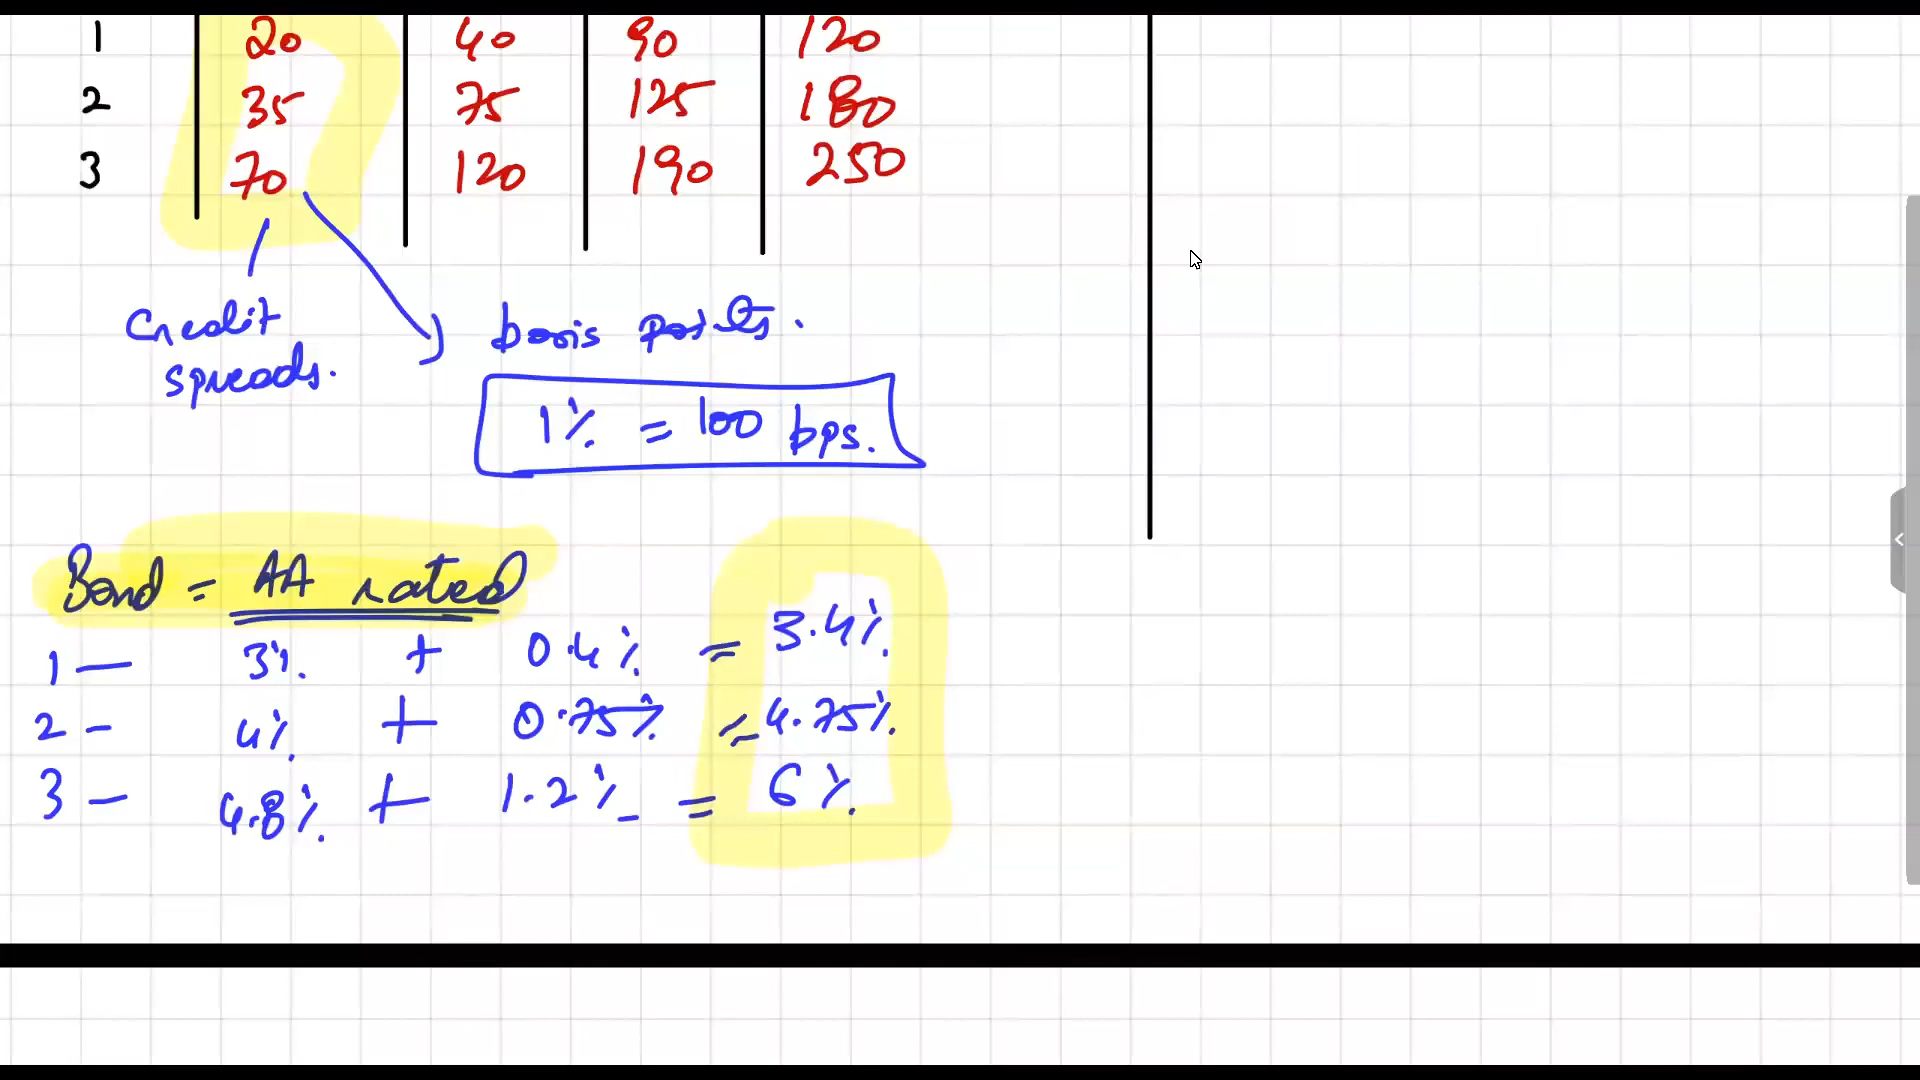 1 20 40 90 120
2 35 75 125 180
3 70 120 190 250
Credit
spreads.
basis points.
1% = 100 bps.
Bond = AA rated
1 — 3% + 0.4% = 3.4%
2 - 4% + 0.75% = 4.75%
3 - 4.8% + 1.2% = 6%